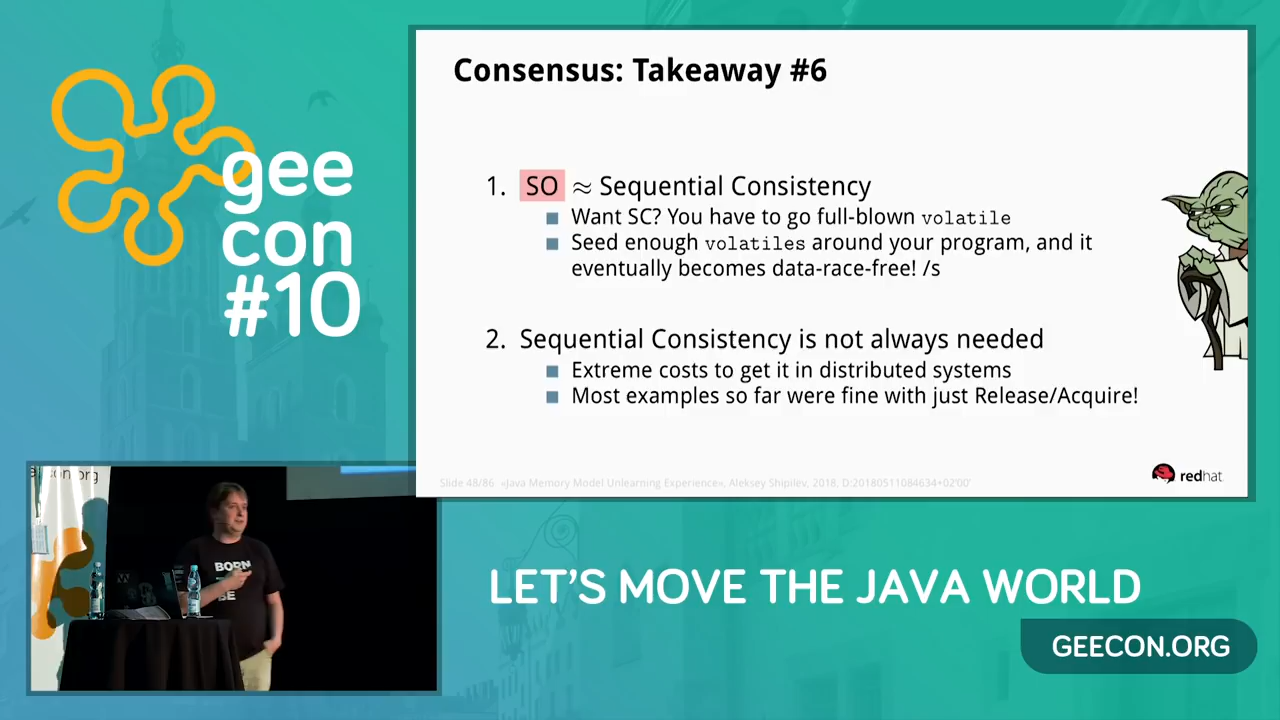 gee
con
#10
Consensus: Takeaway #6
1. SO ≈ Sequential Consistency
■ Want SC? You have to go full-blown volatile
■ Seed enough volatiles around your program, and it
eventually becomes data-race-free! /s
2. Sequential Consistency is not always needed
■ Extreme costs to get it in distributed systems
■ Most examples so far were fine with just Release/Acquire!
Slide 48/86 «Java Memory Model Unlearning Experience», Aleksey Shipilëv, 2018, D:20180511084634+02'00'
redhat
BORN
BE
LET'S MOVE THE JAVA WORLD
GEECON.ORG